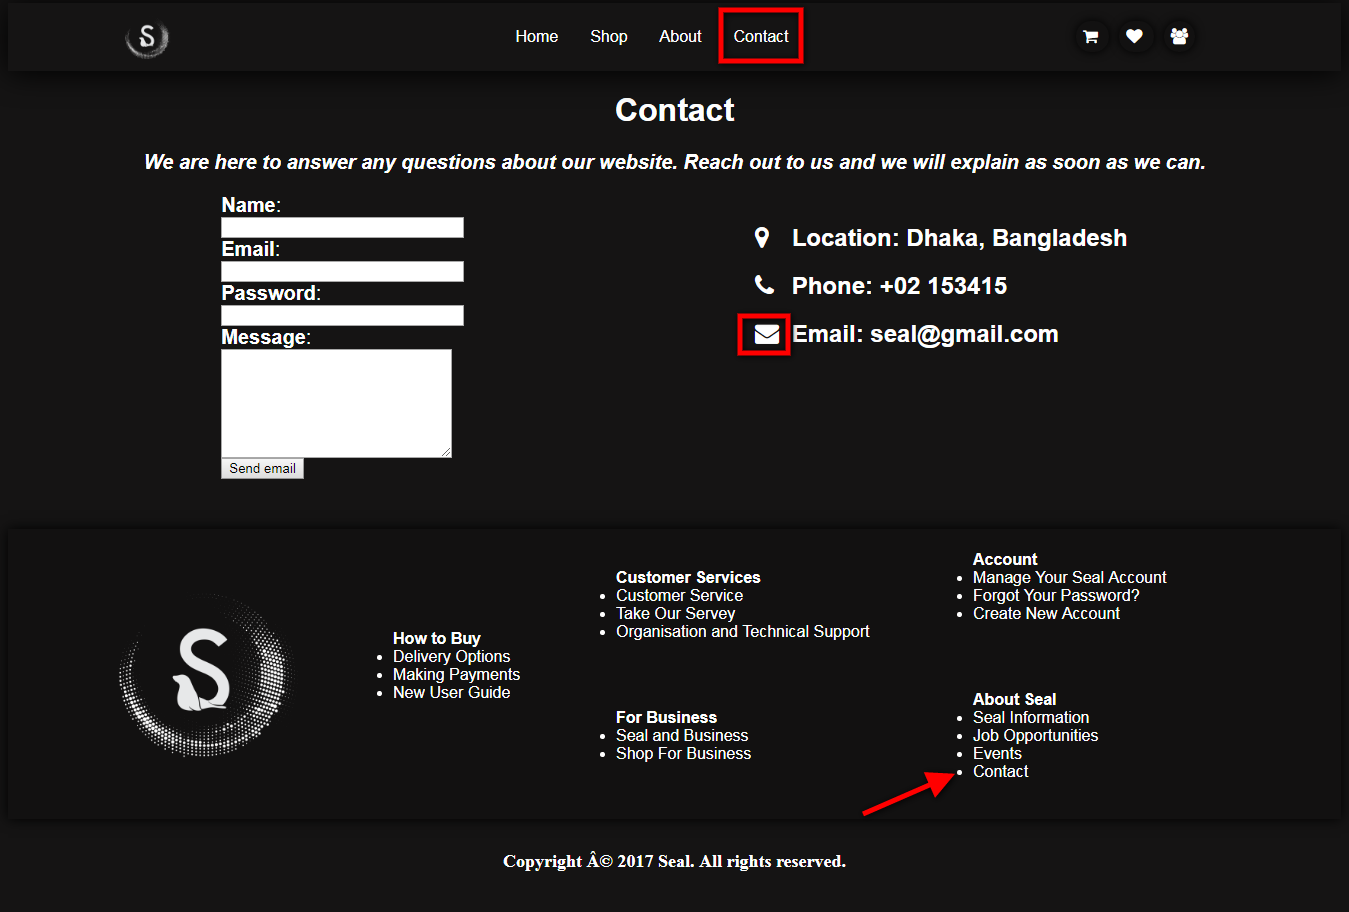 S
Home Shop About Contact
Contact
We are here to answer any questions about our website. Reach out to us and we will explain as soon as we can.
Name:
Email:
Password:
Message:
Send email
Location: Dhaka, Bangladesh
Phone: +02 153415
Email: seal@gmail.com
S
How to Buy
Delivery Options
Making Payments
New User Guide
Customer Services
Customer Service
Take Our Servey
Organisation and Technical Support
For Business
Seal and Business
Shop For Business
Account
Manage Your Seal Account
Forgot Your Password?
Create New Account
About Seal
Seal Information
Job Opportunities
Events
Contact
Copyright Â© 2017 Seal. All rights reserved.